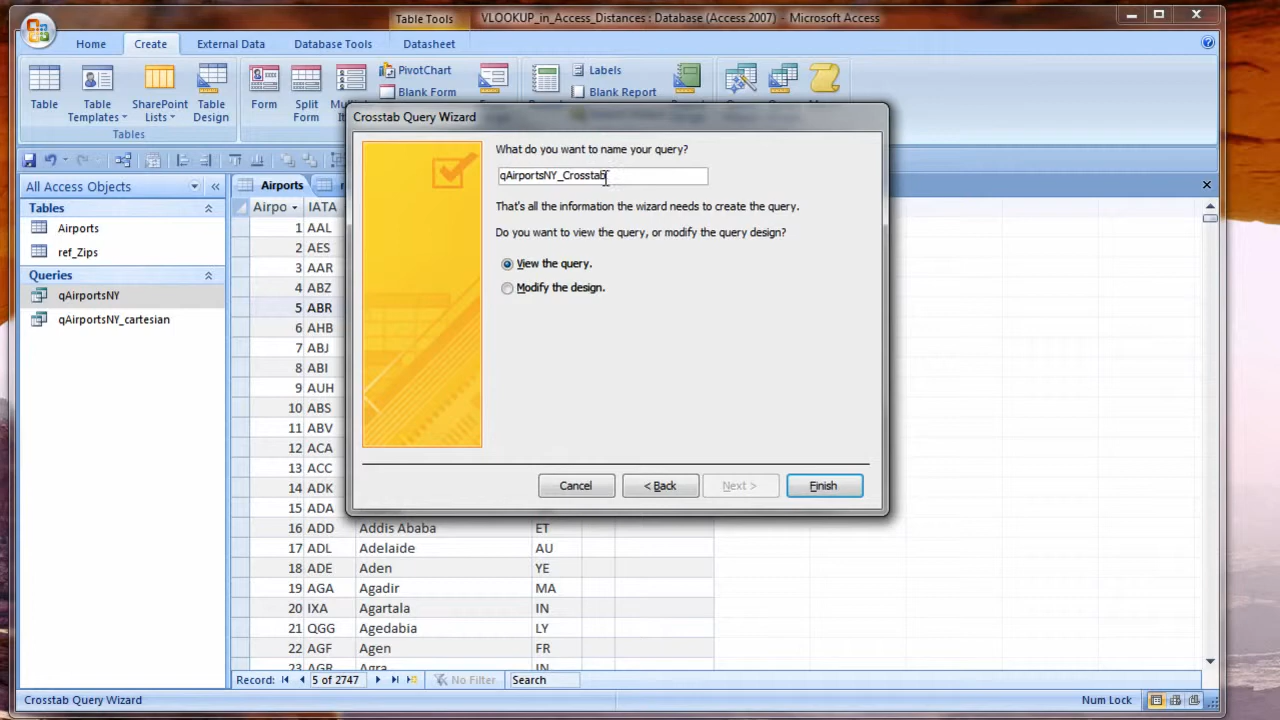 Table Tools
VLOOKUP_in_Access_Distances : Database (Access 2007) - Microsoft Access
Home Create External Data Database Tools Datasheet
PivotChart Labels
Blank Form Blank Report
Table Table Templates SharePoint Lists Table Design Form Split Form
Tables
Crosstab Query Wizard
What do you want to name your query?
qAirportsNY_Crosstab
That's all the information the wizard needs to create the query.
Do you want to view the query, or modify the query design?
View the query.
Modify the design.
Cancel < Back Next > Finish
All Access Objects
Tables
Airports
ref_Zips
Queries
qAirportsNY
qAirportsNY_cartesian
Airports
Airpo IATA
1 AAL
2 AES
3 AAR
4 ABZ
5 ABR
6 AHB
7 ABJ
8 ABI
9 AUH
10 ABS
11 ABV
12 ACA
13 ACC
14 ADK
15 ADA
16 ADD Addis Ababa ET
17 ADL Adelaide AU
18 ADE Aden YE
19 AGA Agadir MA
20 IXA Agartala IN
21 QGG Agedabia LY
22 AGF Agen FR
23 AGR Agra IN
Record: 5 of 2747 No Filter Search
Crosstab Query Wizard Num Lock